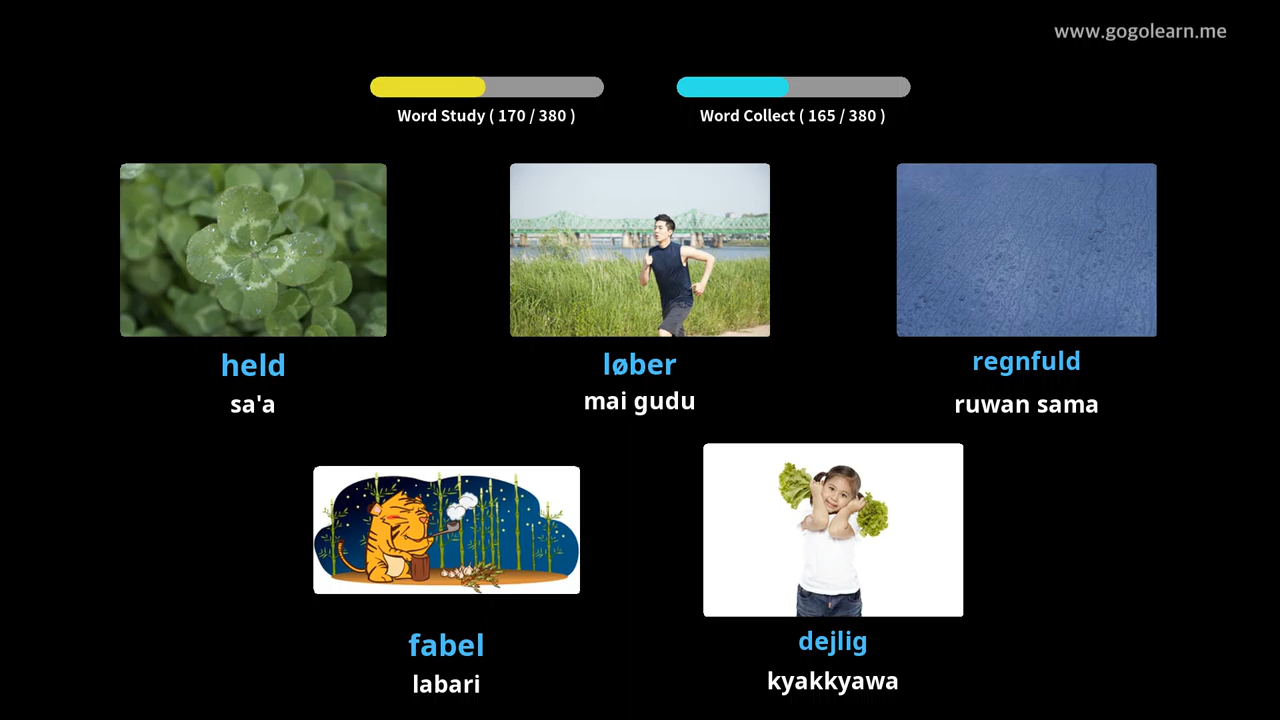 www.gogolearn.me
Word Study ( 170 / 380 )
Word Collect ( 165 / 380 )
held
sa'a
løber
mai gudu
regnfuld
ruwan sama
fabel
labari
dejlig
kyakkyawa